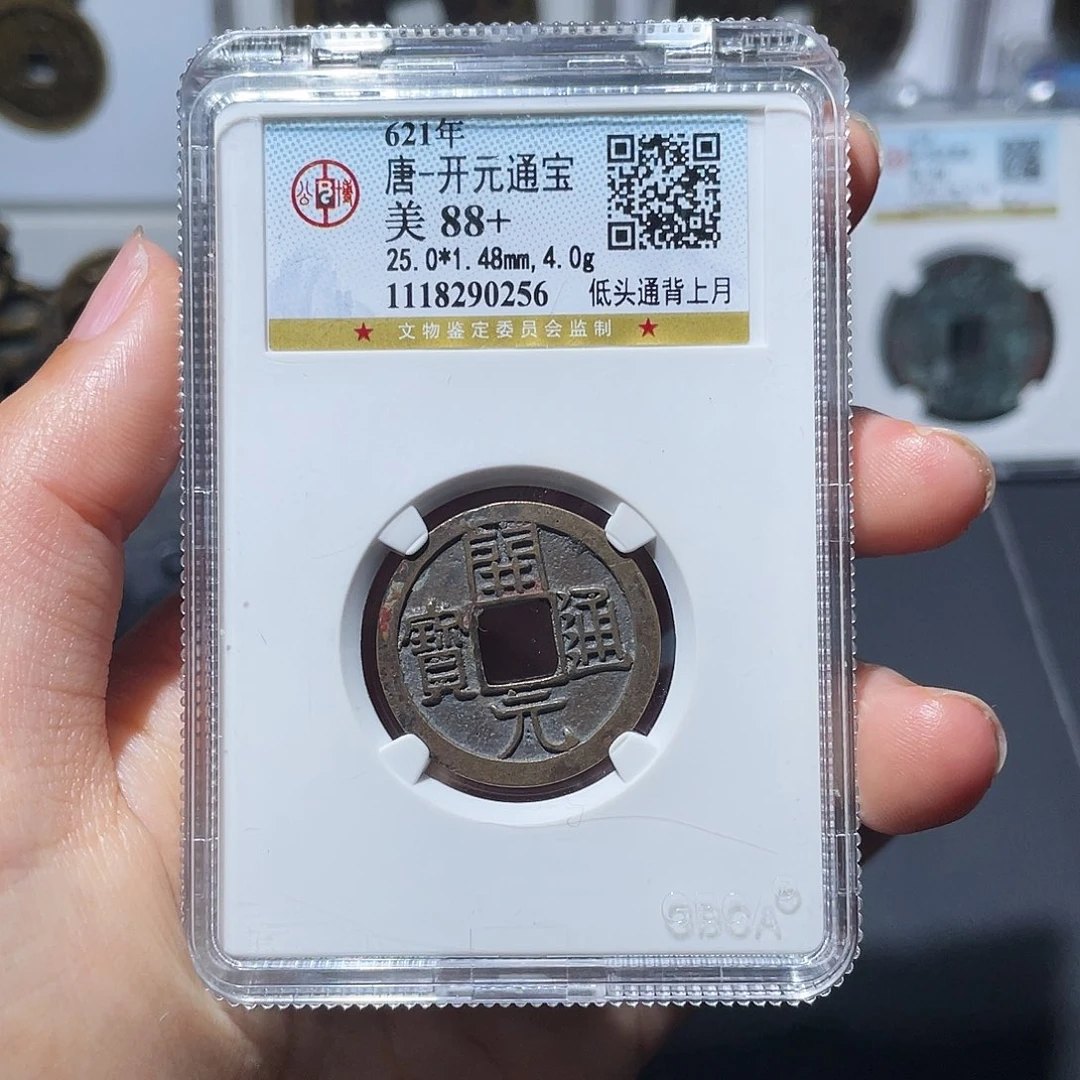 621年
唐-开元通宝
美 88+
25.0*1.48mm, 4.0g
1118290256 低头通背上月
★ 文物鉴定委员会监制 ★
公博
開元通寶
GBCA